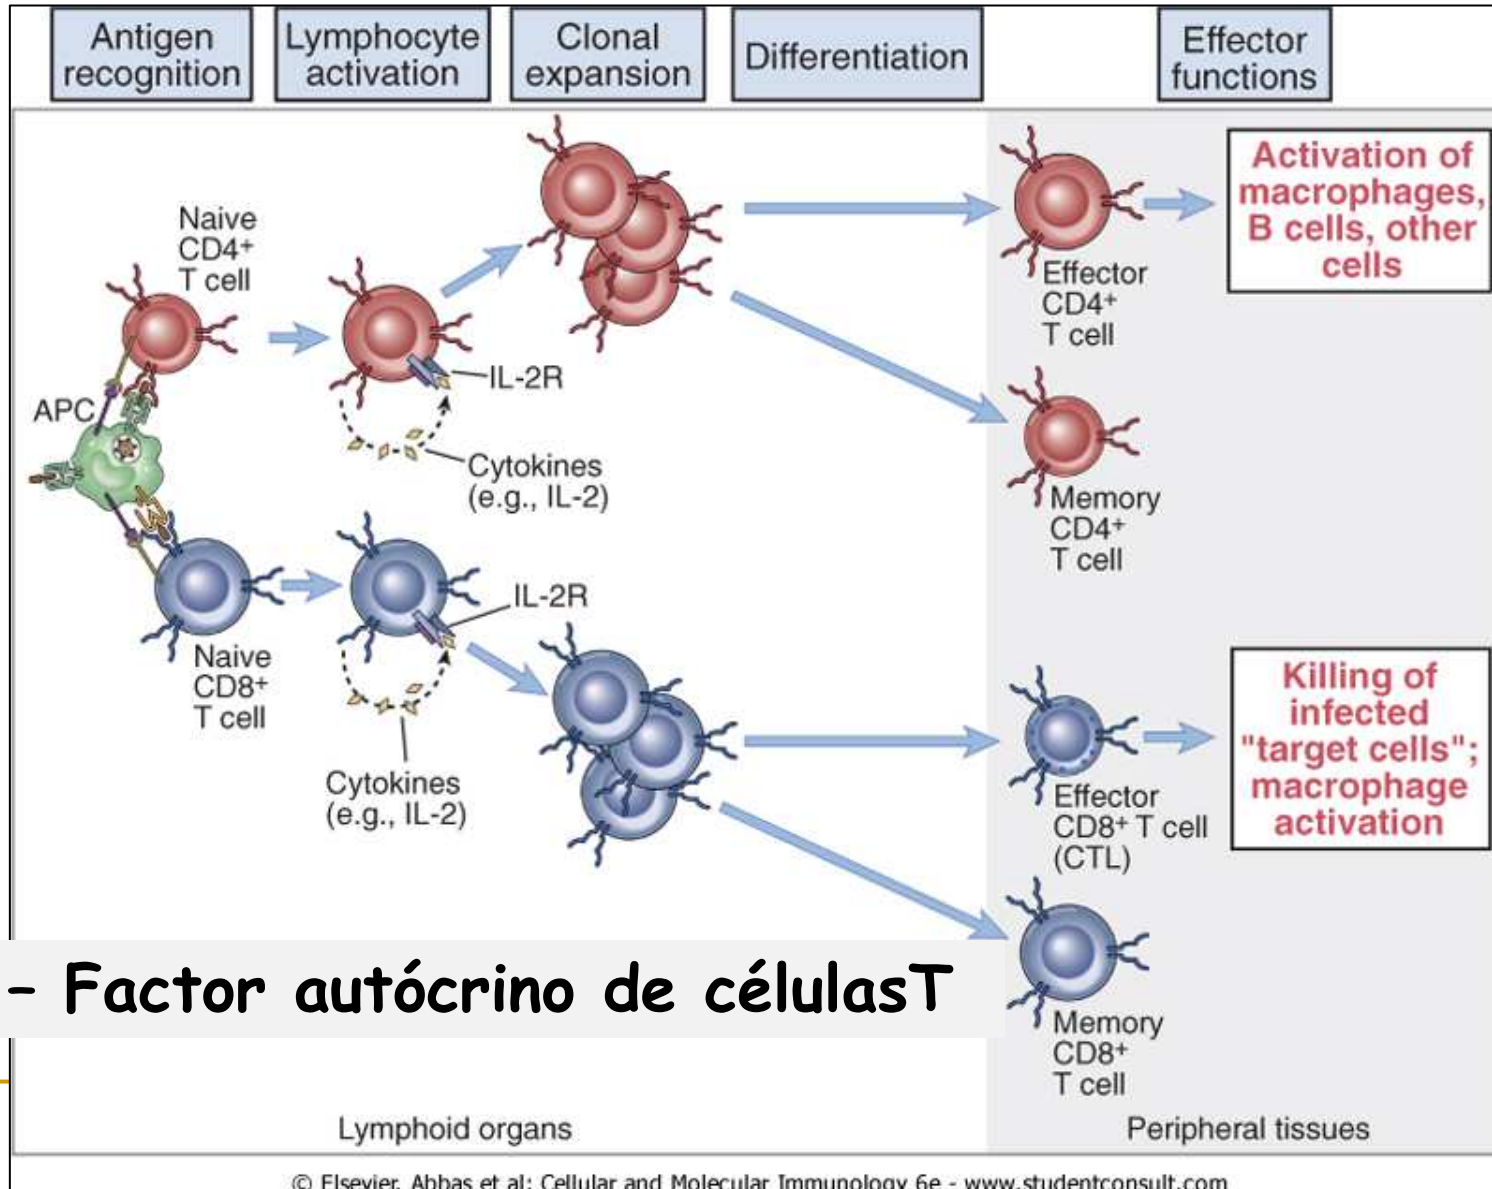 Antigen
recognition
Lymphocyte
activation
Clonal
expansion
Differentiation
Effector
functions
Naive
CD4+
T cell
APC
IL-2R
Cytokines
(e.g., IL-2)
Effector
CD4+
T cell
Activation of
macrophages,
B cells, other
cells
Memory
CD4+
T cell
Naive
CD8+
T cell
IL-2R
Cytokines
(e.g., IL-2)
Effector
CD8+ T cell
(CTL)
Killing of
infected
"target cells";
macrophage
activation
Memory
CD8+
T cell
– Factor autócrino de célulasT
Lymphoid organs
Peripheral tissues
© Elsevier. Abbas et al: Cellular and Molecular Immunology 6e - www.studentconsult.com